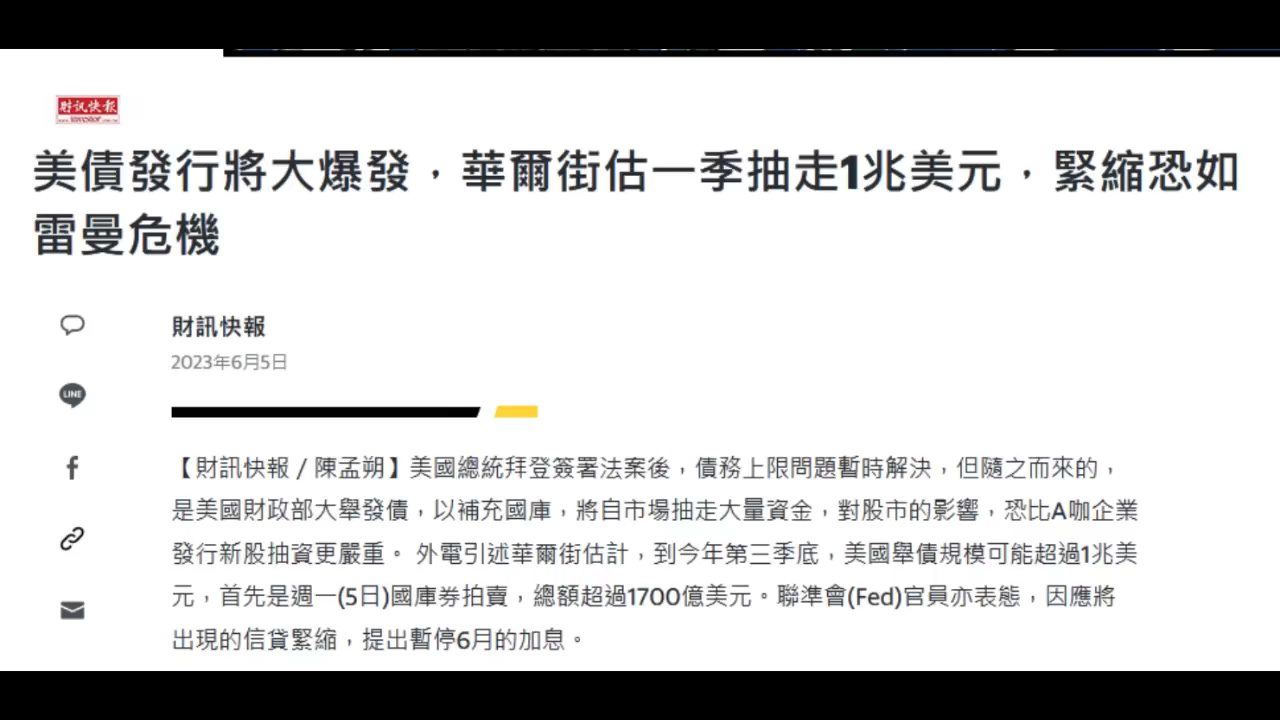 財訊快報
www.investor.com.tw
美債發行將大爆發，華爾街估一季抽走1兆美元，緊縮恐如
雷曼危機
財訊快報
2023年6月5日
LINE
【財訊快報／陳孟朔】美國總統拜登簽署法案後，債務上限問題暫時解決，但隨之而來的，
是美國財政部大舉發債，以補充國庫，將自市場抽走大量資金，對股市的影響，恐比A咖企業
發行新股抽資更嚴重。 外電引述華爾街估計，到今年第三季底，美國舉債規模可能超過1兆美
元，首先是週一(5日)國庫券拍賣，總額超過1700億美元。聯準會(Fed)官員亦表態，因應將
出現的信貸緊縮，提出暫停6月的加息。